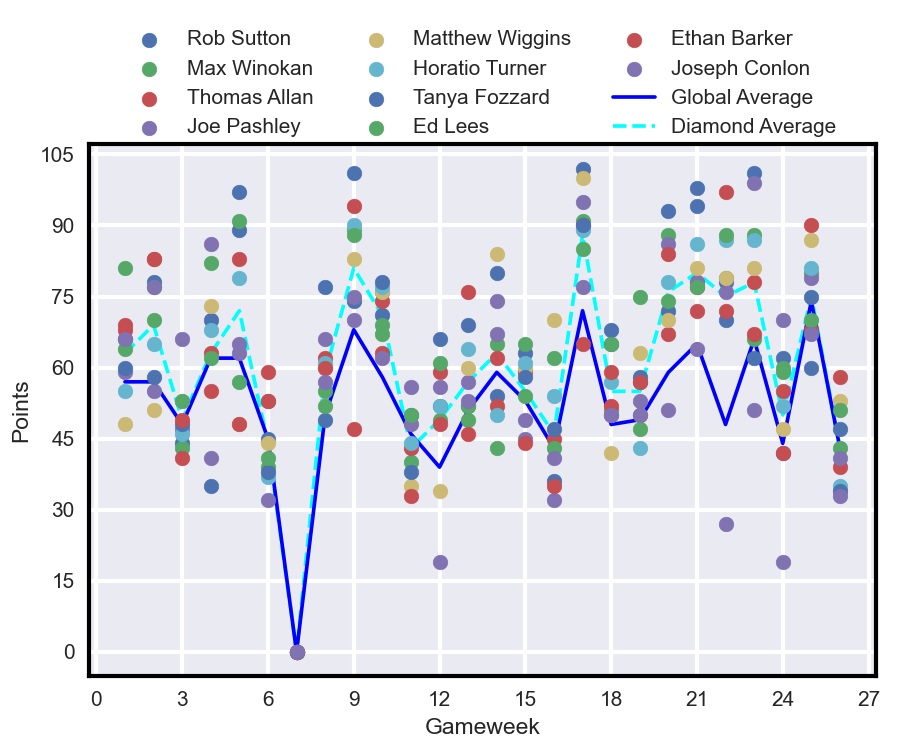 Rob Sutton Matthew Wiggins Ethan Barker
Max Winokan Horatio Turner Joseph Conlon
Thomas Allan Tanya Fozzard Global Average
Joe Pashley Ed Lees Diamond Average
105
90
75
60
45
30
15
0
Points
0 3 6 9 12 15 18 21 24 27
Gameweek